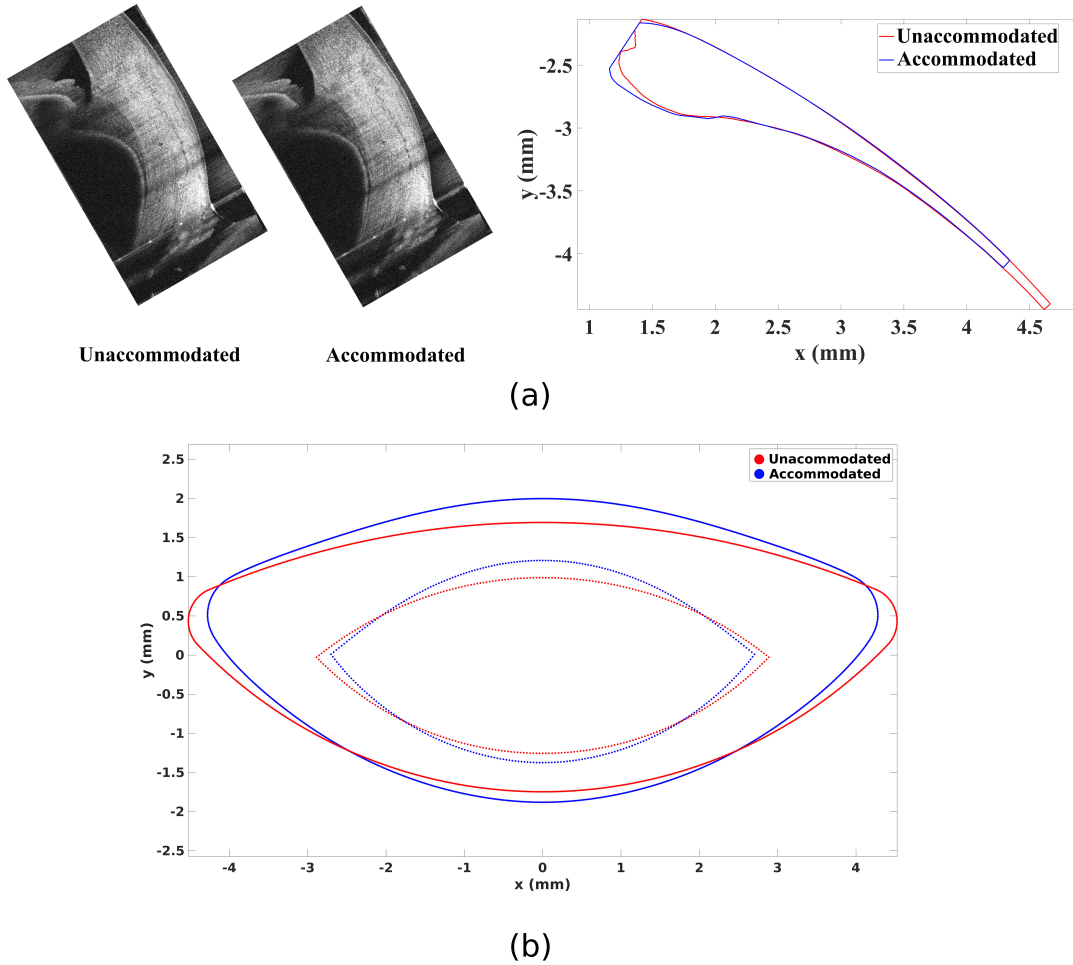 Unaccommodated
Accommodated
Unaccommodated
Accommodated
-2.5
-3
-3.5
-4
y (mm)
1 1.5 2 2.5 3 3.5 4 4.5
x (mm)
(a)
Unacommodated
Accommodated
2.5
2
1.5
1
0.5
0
-0.5
-1
-1.5
-2
-2.5
y (mm)
-4 -3 -2 -1 0 1 2 3 4
x (mm)
(b)